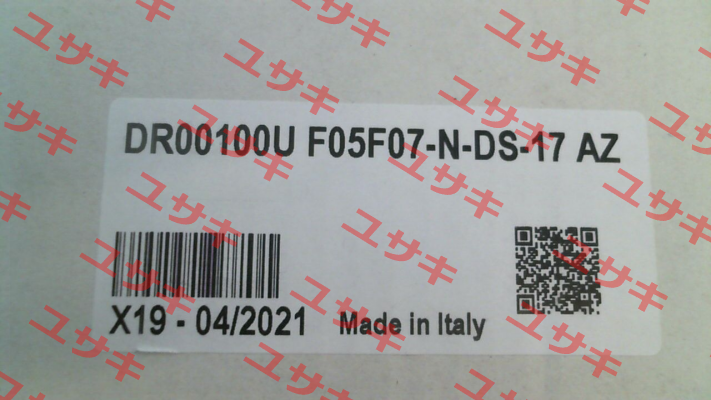 DR00100U F05F07-N-DS-17 AZ
X19 - 04/2021
Made in Italy
ユサキ